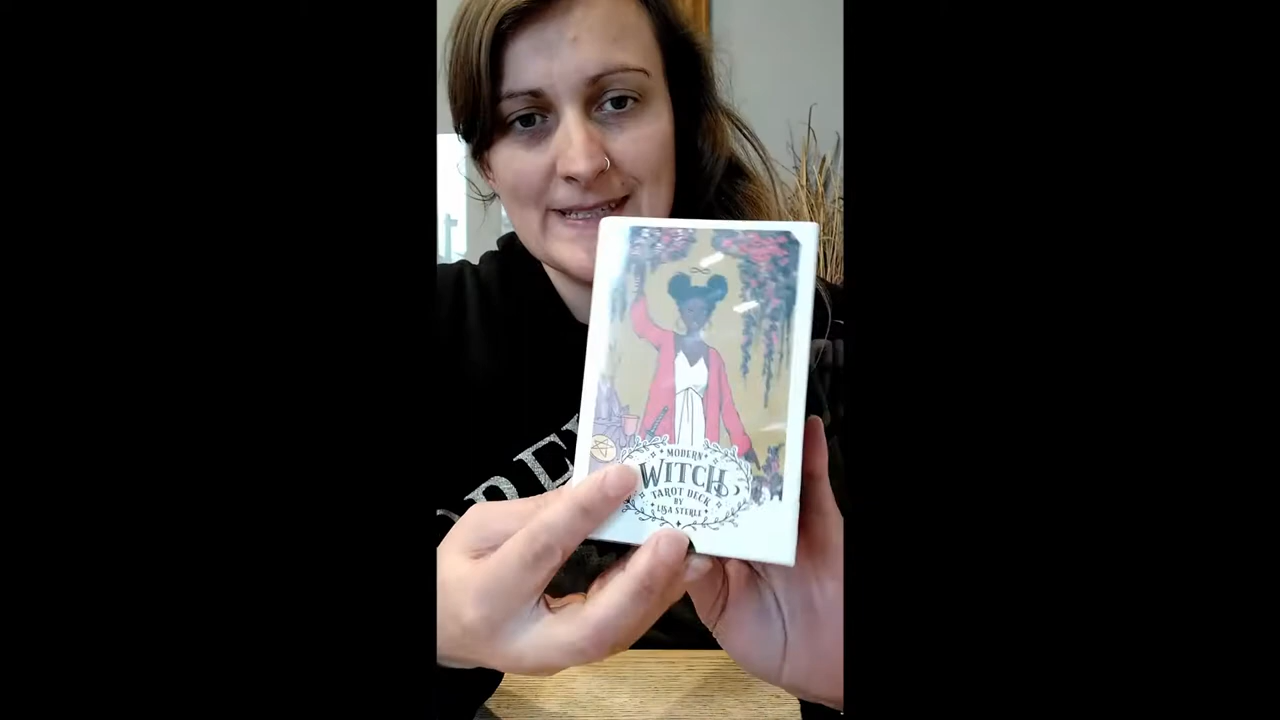 MODERN
WITCH
TAROT DECK
BY
LISA STERLE